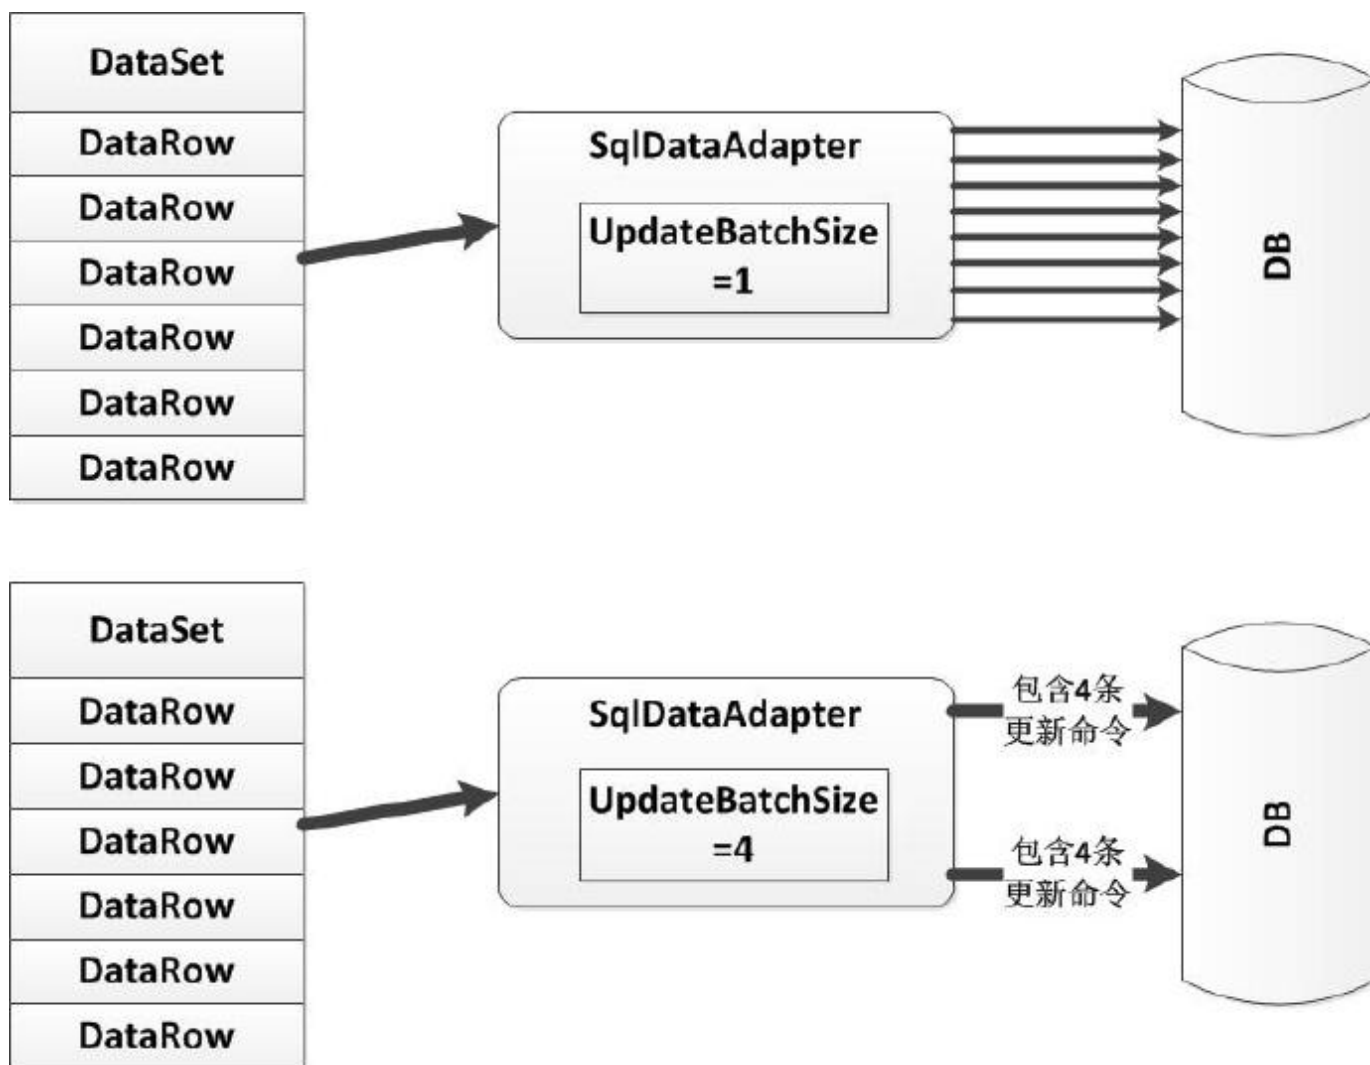 DataSet
DataRow
DataRow
DataRow
DataRow
DataRow
DataRow
SqlDataAdapter
UpdateBatchSize
=1
DB
DataSet
DataRow
DataRow
DataRow
DataRow
DataRow
DataRow
SqlDataAdapter
UpdateBatchSize
=4
包含4条
更新命令
包含4条
更新命令
DB